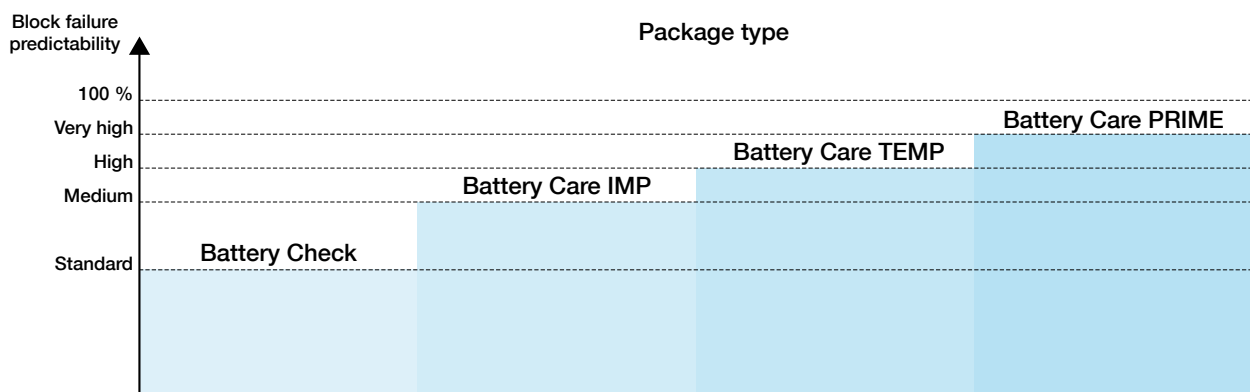 Block failure
predictability
Package type
100 %
Very high
Battery Care PRIME
High
Battery Care TEMP
Medium
Battery Care IMP
Standard
Battery Check